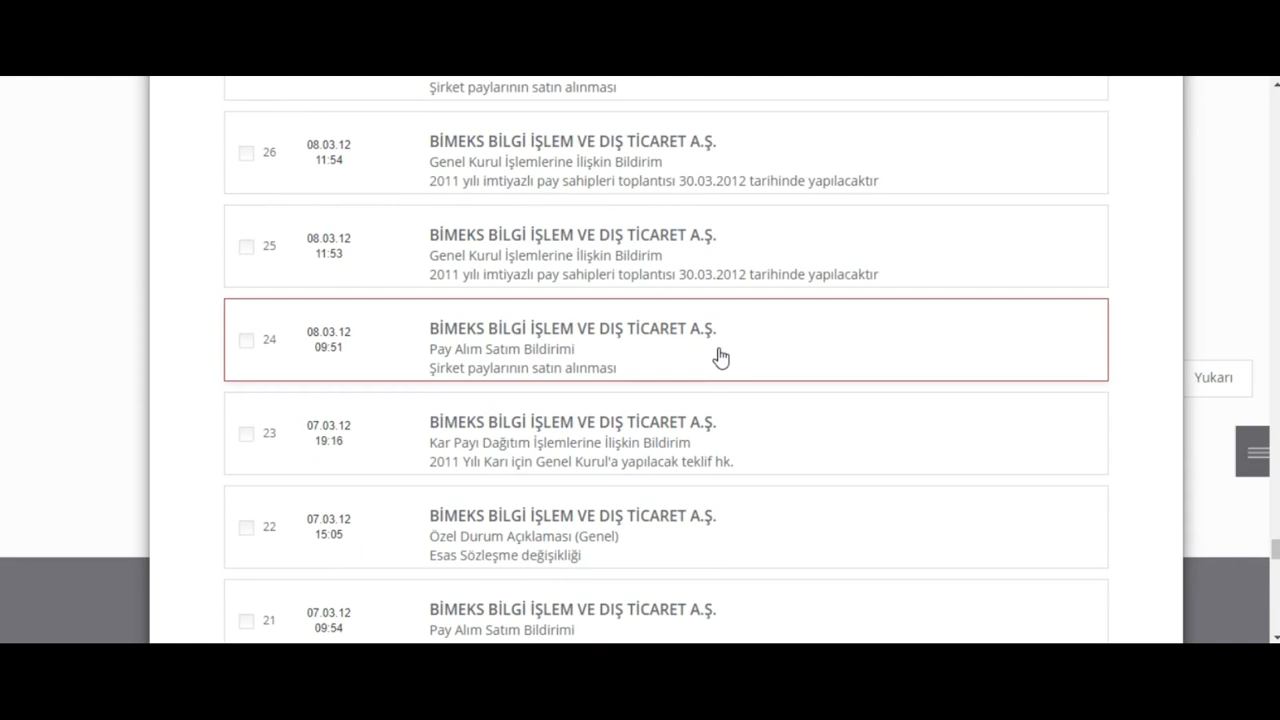 Şirket paylarının satın alınması
26
08.03.12
11:54
BİMEKS BİLGİ İŞLEM VE DIŞ TİCARET A.Ş.
Genel Kurul İşlemlerine İlişkin Bildirim
2011 yılı imtiyazlı pay sahipleri toplantısı 30.03.2012 tarihinde yapılacaktır
25
08.03.12
11:53
BİMEKS BİLGİ İŞLEM VE DIŞ TİCARET A.Ş.
Genel Kurul İşlemlerine İlişkin Bildirim
2011 yılı imtiyazlı pay sahipleri toplantısı 30.03.2012 tarihinde yapılacaktır
24
08.03.12
09:51
BİMEKS BİLGİ İŞLEM VE DIŞ TİCARET A.Ş.
Pay Alım Satım Bildirimi
Şirket paylarının satın alınması
Yukarı
23
07.03.12
19:16
BİMEKS BİLGİ İŞLEM VE DIŞ TİCARET A.Ş.
Kar Payı Dağıtım İşlemlerine İlişkin Bildirim
2011 Yılı Karı için Genel Kurul'a yapılacak teklif hk.
22
07.03.12
15:05
BİMEKS BİLGİ İŞLEM VE DIŞ TİCARET A.Ş.
Özel Durum Açıklaması (Genel)
Esas Sözleşme değişikliği
21
07.03.12
09:54
BİMEKS BİLGİ İŞLEM VE DIŞ TİCARET A.Ş.
Pay Alım Satım Bildirimi